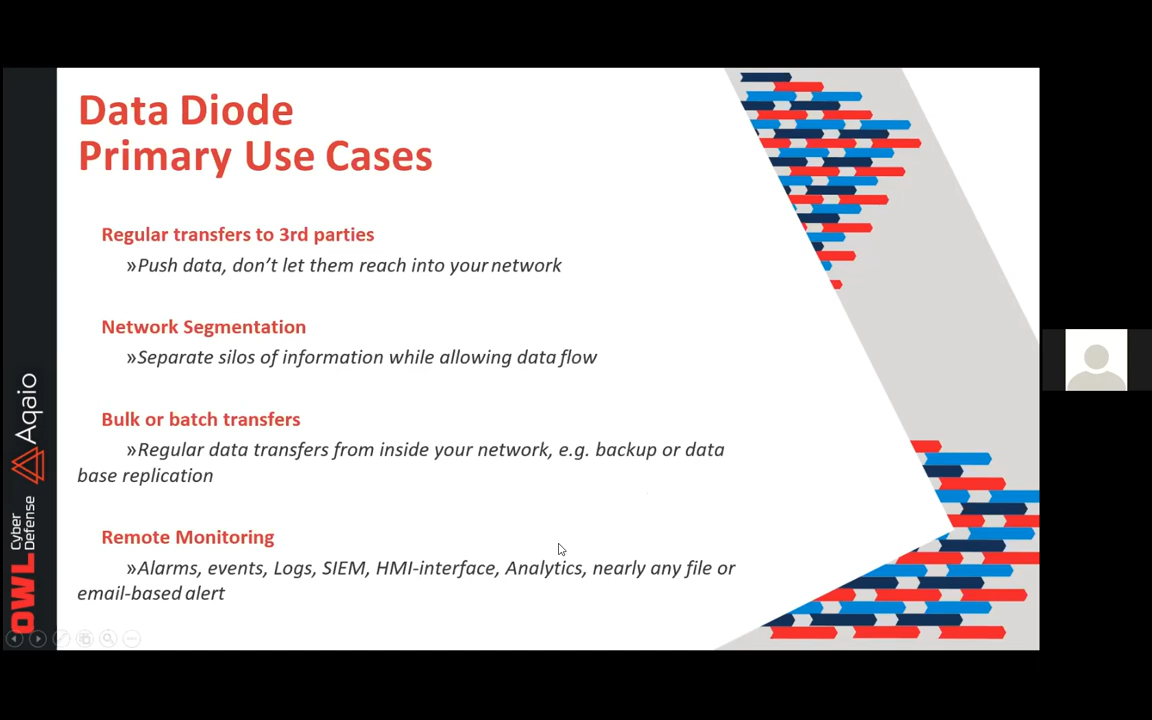 Data Diode
Primary Use Cases
Regular transfers to 3rd parties
»Push data, don’t let them reach into your network
Network Segmentation
»Separate silos of information while allowing data flow
Bulk or batch transfers
»Regular data transfers from inside your network, e.g. backup or data
base replication
Remote Monitoring
»Alarms, events, Logs, SIEM, HMI-interface, Analytics, nearly any file or
email-based alert
OWL Cyber
Defense
Aqaio